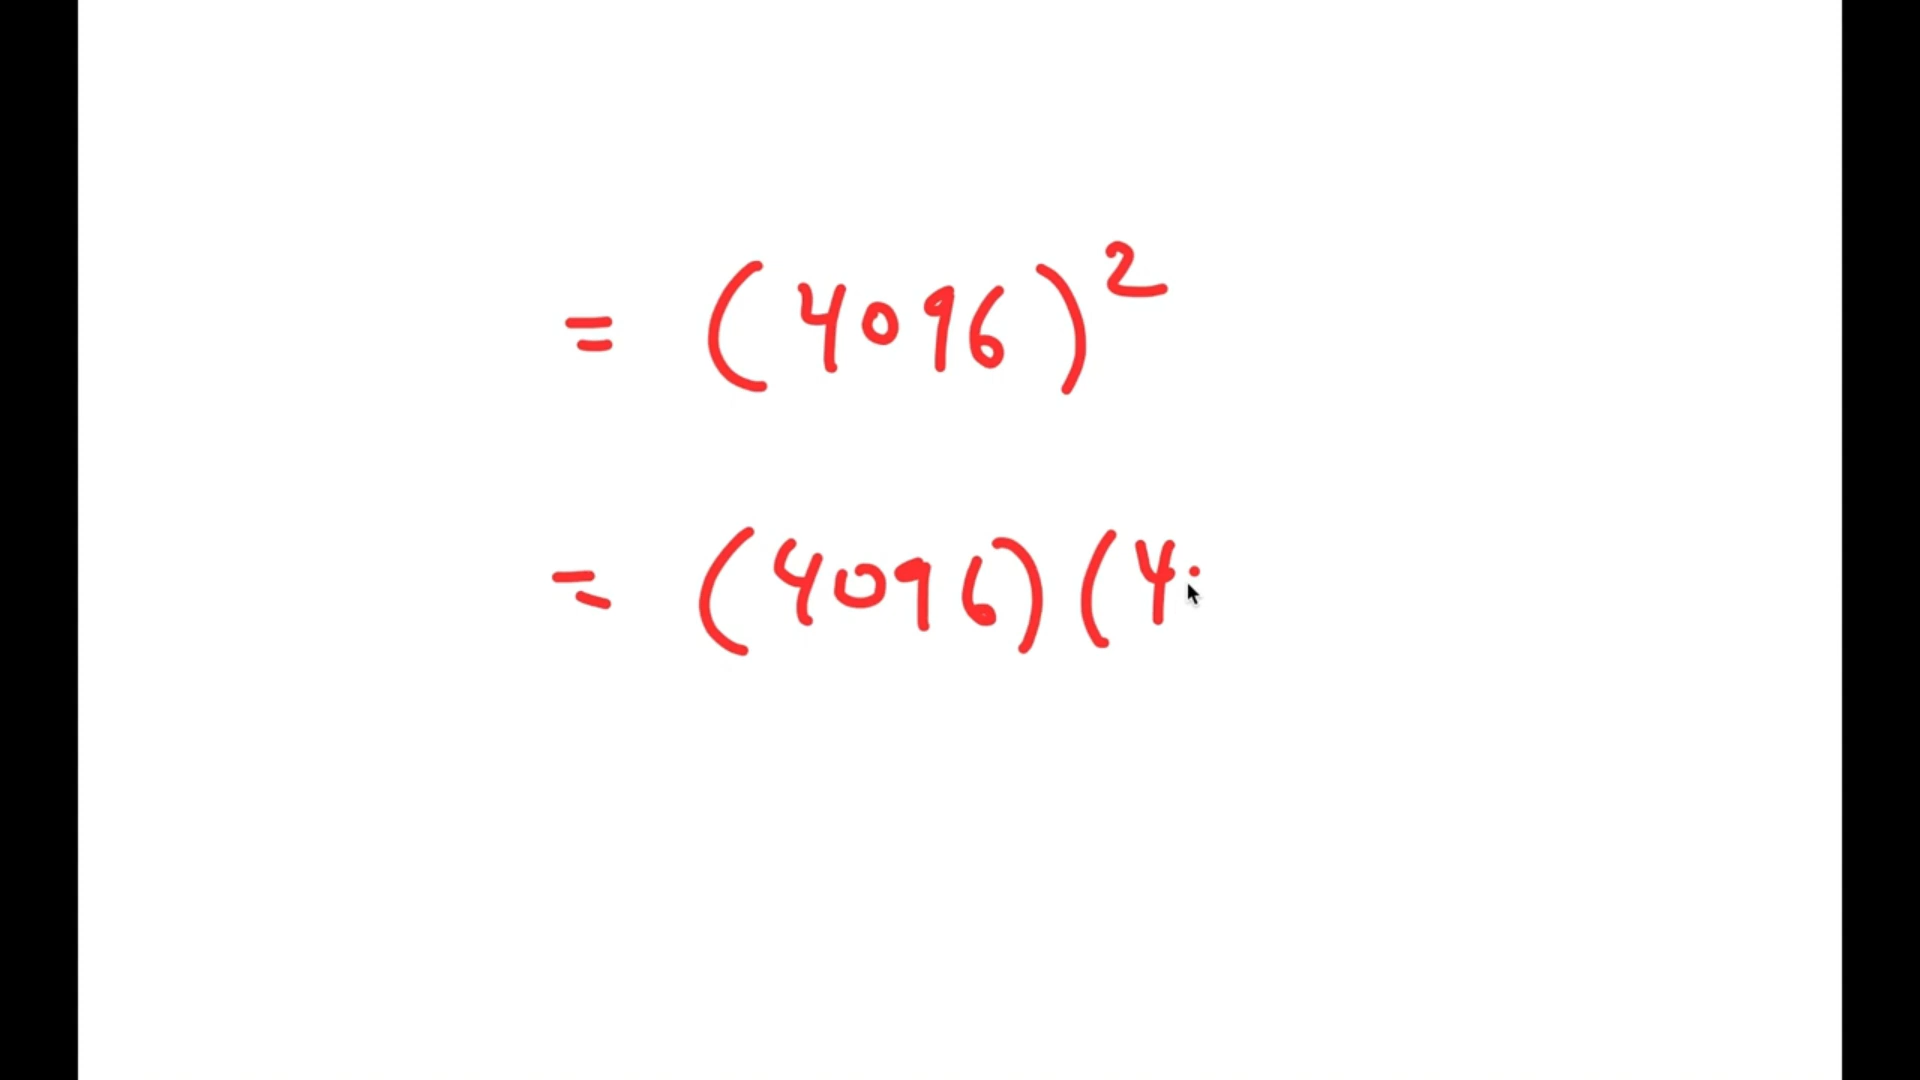 = (4096)²
= (4096)(4